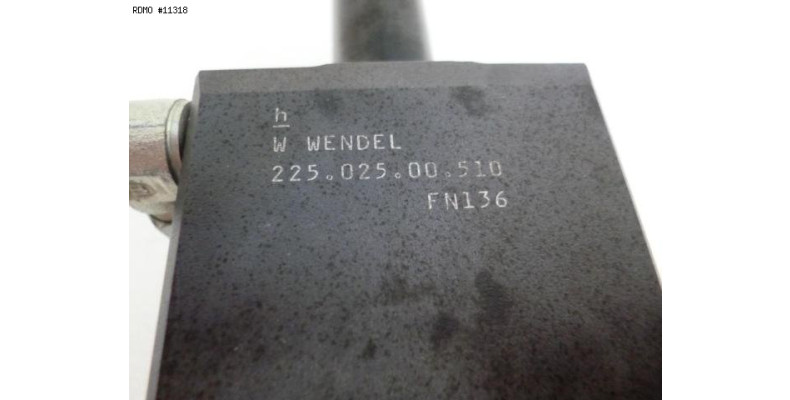 RDMO #11318
h
W WENDEL
225.025.00.510
FN136